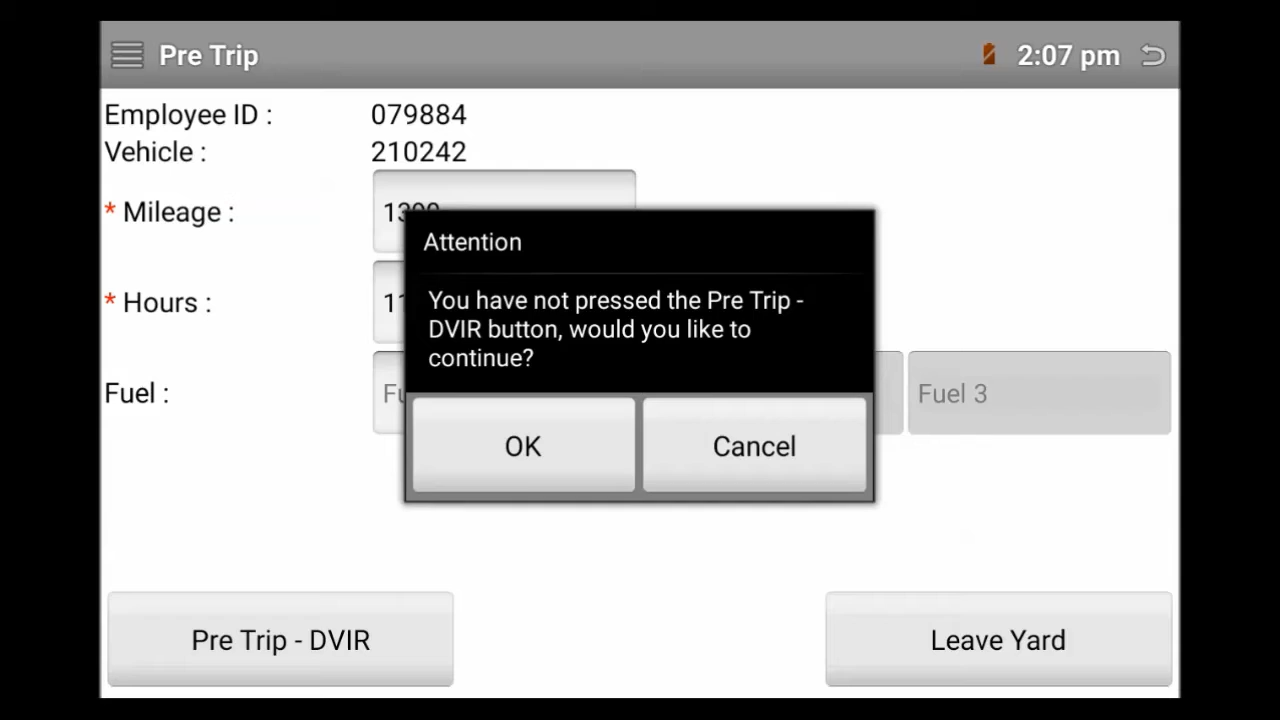 Pre Trip
2:07 pm
Employee ID : 079884
Vehicle : 210242
* Mileage :
* Hours :
Fuel :
Fuel 3
Attention
You have not pressed the Pre Trip -
DVIR button, would you like to
continue?
OK
Cancel
Pre Trip - DVIR
Leave Yard